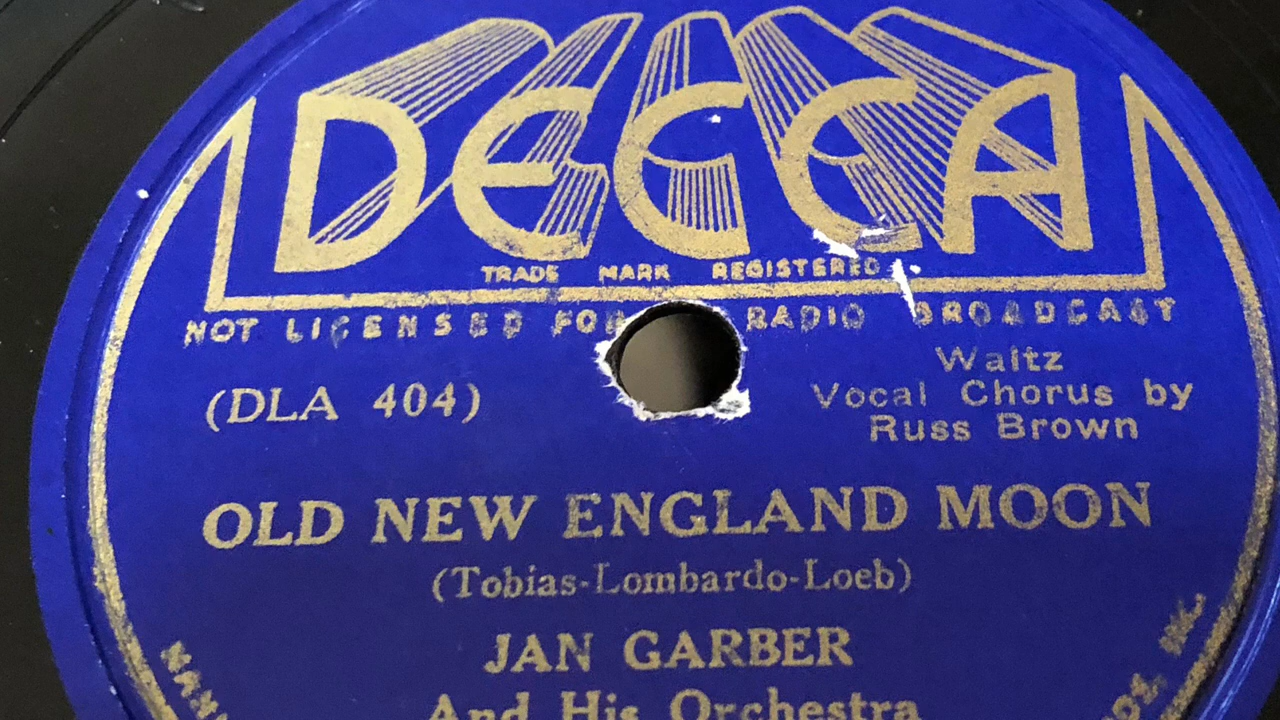 DECCA
TRADE MARK REGISTERED
NOT LICENSED FOR RADIO BROADCAST
(DLA 404)
Waltz
Vocal Chorus by
Russ Brown
OLD NEW ENGLAND MOON
(Tobias-Lombardo-Loeb)
JAN GARBER
And His Orchestra
INC.